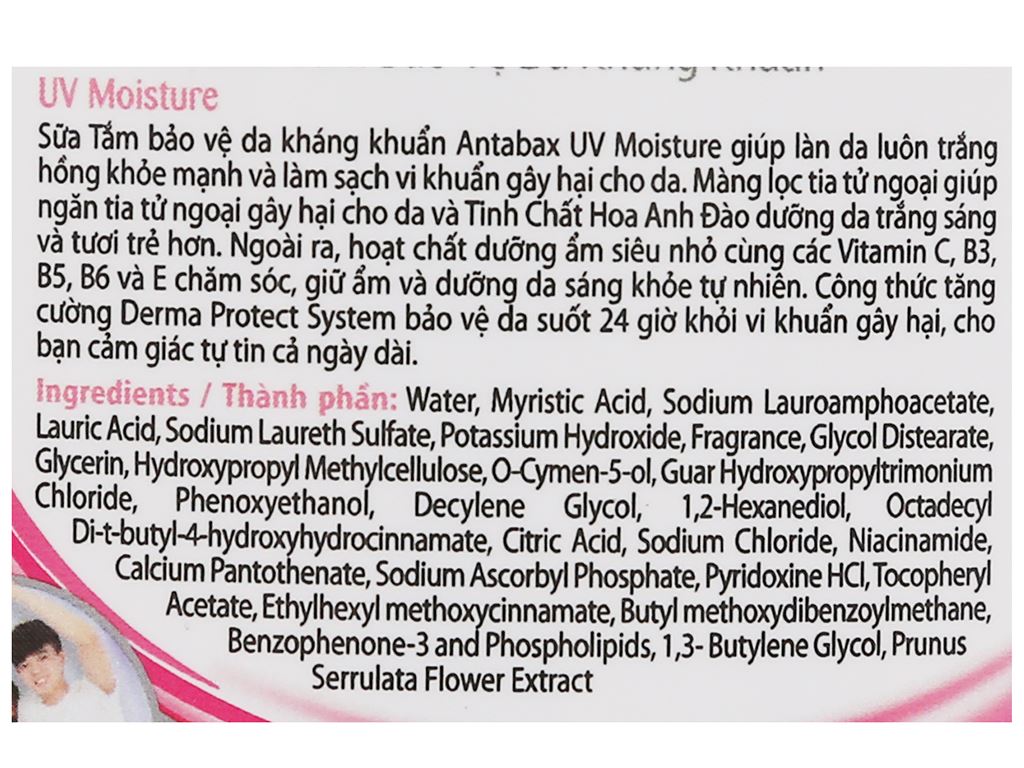 UV Moisture
Sữa Tắm bảo vệ da kháng khuẩn Antabax UV Moisture giúp làn da luôn trắng
hồng khỏe mạnh và làm sạch vi khuẩn gây hại cho da. Màng lọc tia tử ngoại giúp
ngăn tia tử ngoại gây hại cho da và Tinh Chất Hoa Anh Đào dưỡng da trắng sáng
và tươi trẻ hơn. Ngoài ra, hoạt chất dưỡng ẩm siêu nhỏ cùng các Vitamin C, B3,
B5, B6 và E chăm sóc, giữ ẩm và dưỡng da sáng khỏe tự nhiên. Công thức tăng
cường Derma Protect System bảo vệ da suốt 24 giờ khỏi vi khuẩn gây hại, cho
bạn cảm giác tự tin cả ngày dài.
Ingredients / Thành phần: Water, Myristic Acid, Sodium Lauroamphoacetate,
Lauric Acid, Sodium Laureth Sulfate, Potassium Hydroxide, Fragrance, Glycol Distearate,
Glycerin, Hydroxypropyl Methylcellulose, O-Cymen-5-ol, Guar Hydroxypropyltrimonium
Chloride, Phenoxyethanol, Decylene Glycol, 1,2-Hexanediol, Octadecyl
Di-t-butyl-4-hydroxyhydrocinnamate, Citric Acid, Sodium Chloride, Niacinamide,
Calcium Pantothenate, Sodium Ascorbyl Phosphate, Pyridoxine HCl, Tocopheryl
Acetate, Ethylhexyl methoxycinnamate, Butyl methoxydibenzoylmethane,
Benzophenone-3 and Phospholipids, 1,3- Butylene Glycol, Prunus
Serrulata Flower Extract